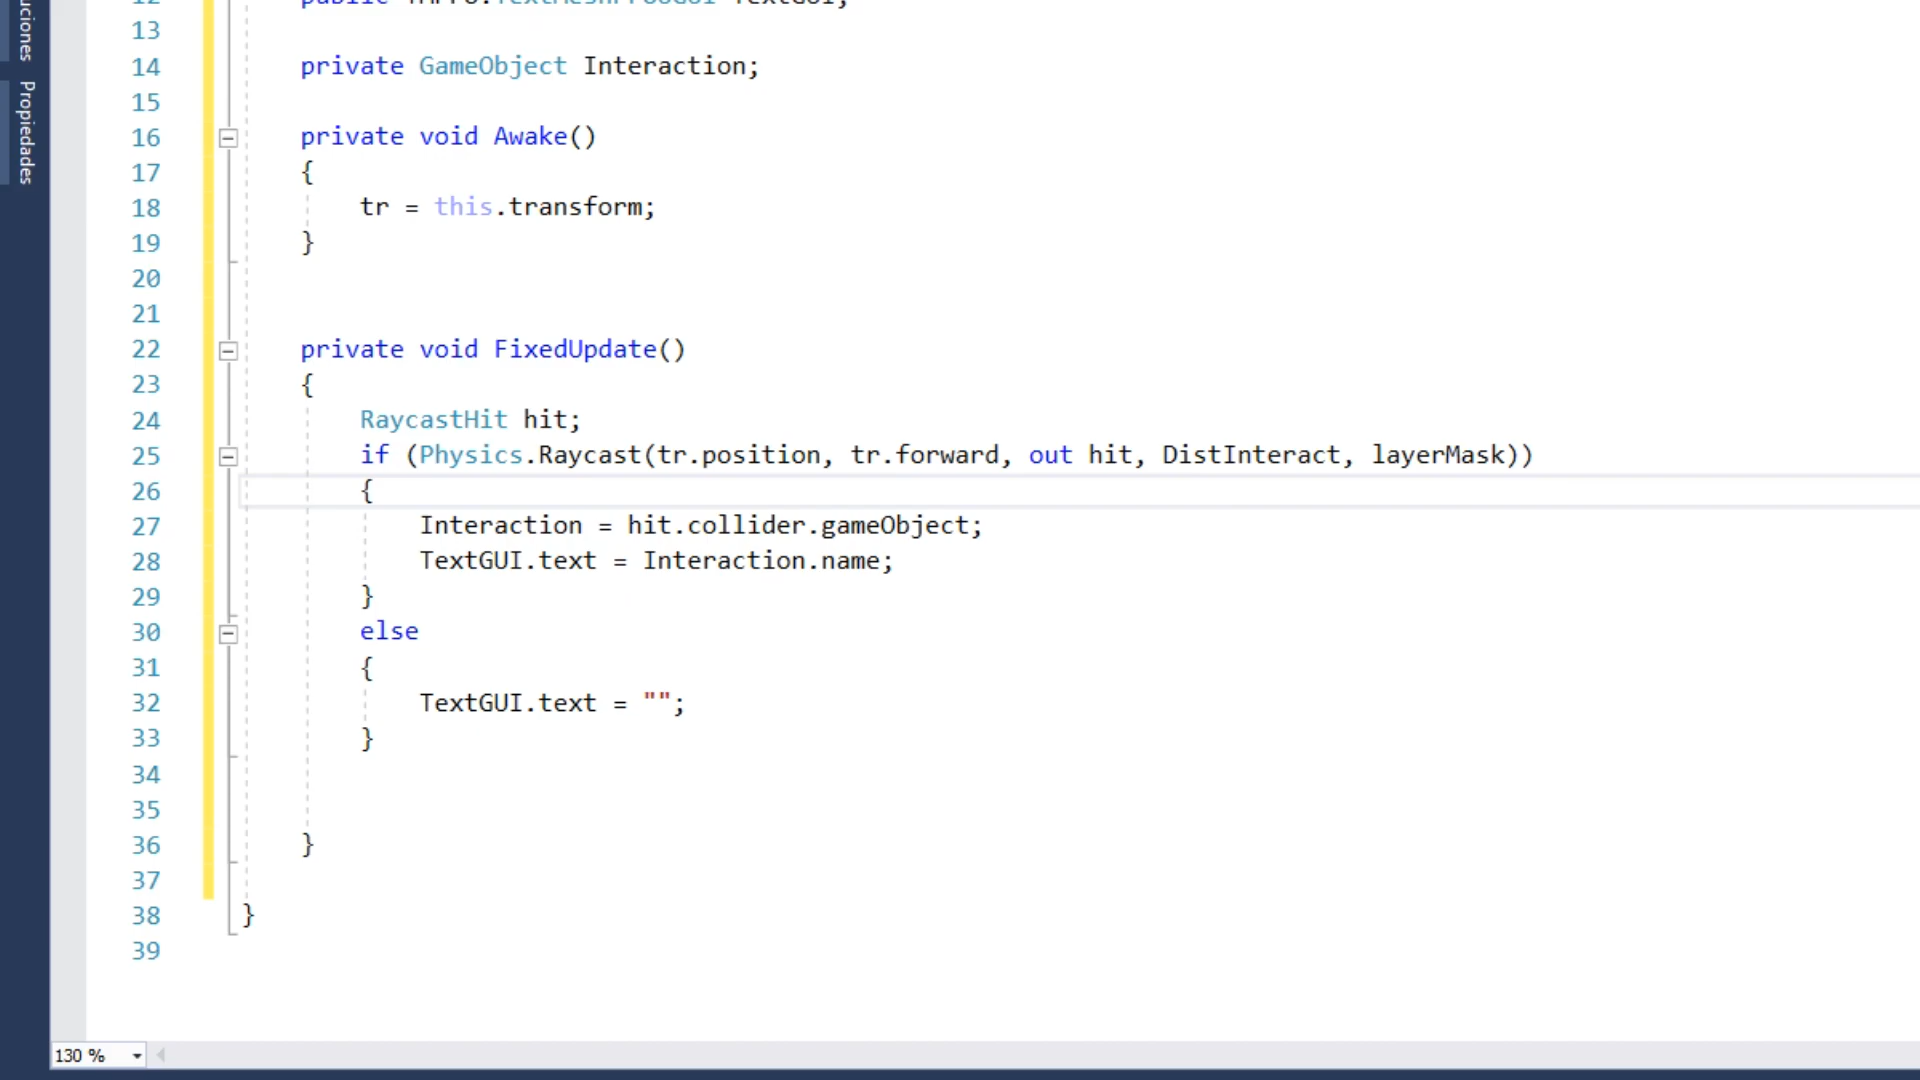 Propiedades
13
14 private GameObject Interaction;
15
16 private void Awake()
17 {
18 tr = this.transform;
19 }
20
21
22 private void FixedUpdate()
23 {
24 RaycastHit hit;
25 if (Physics.Raycast(tr.position, tr.forward, out hit, DistInteract, layerMask))
26 {
27 Interaction = hit.collider.gameObject;
28 TextGUI.text = Interaction.name;
29 }
30 else
31 {
32 TextGUI.text = "";
33 }
34
35
36 }
37
38 }
39
130 %